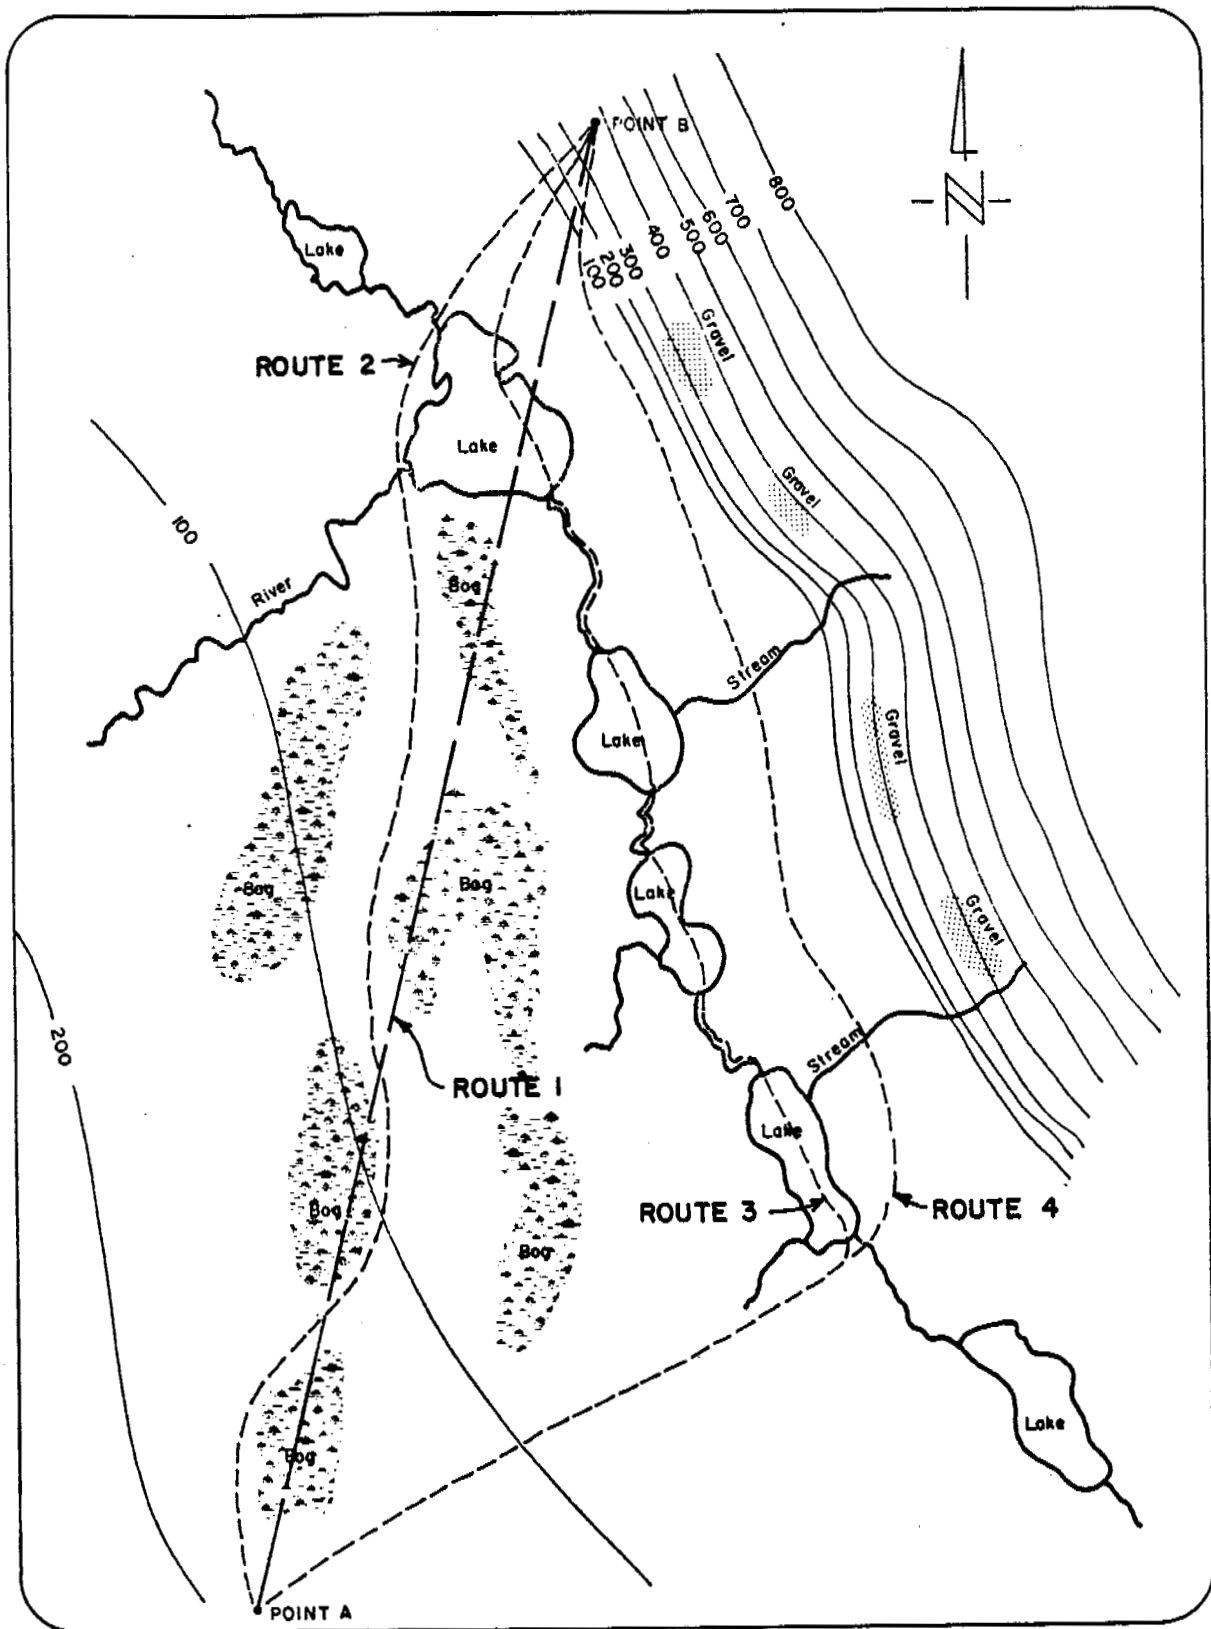 POINT B
N
800
700
600
500
400
300
200
100
Lake
Gravel
ROUTE 2
Lake
Gravel
100
Bog
River
Stream
Gravel
Lake
Bog
Bog
Lake
Gravel
200
Stream
ROUTE 1
Lake
Bog
ROUTE 3
ROUTE 4
Bog
Lake
Bog
POINT A